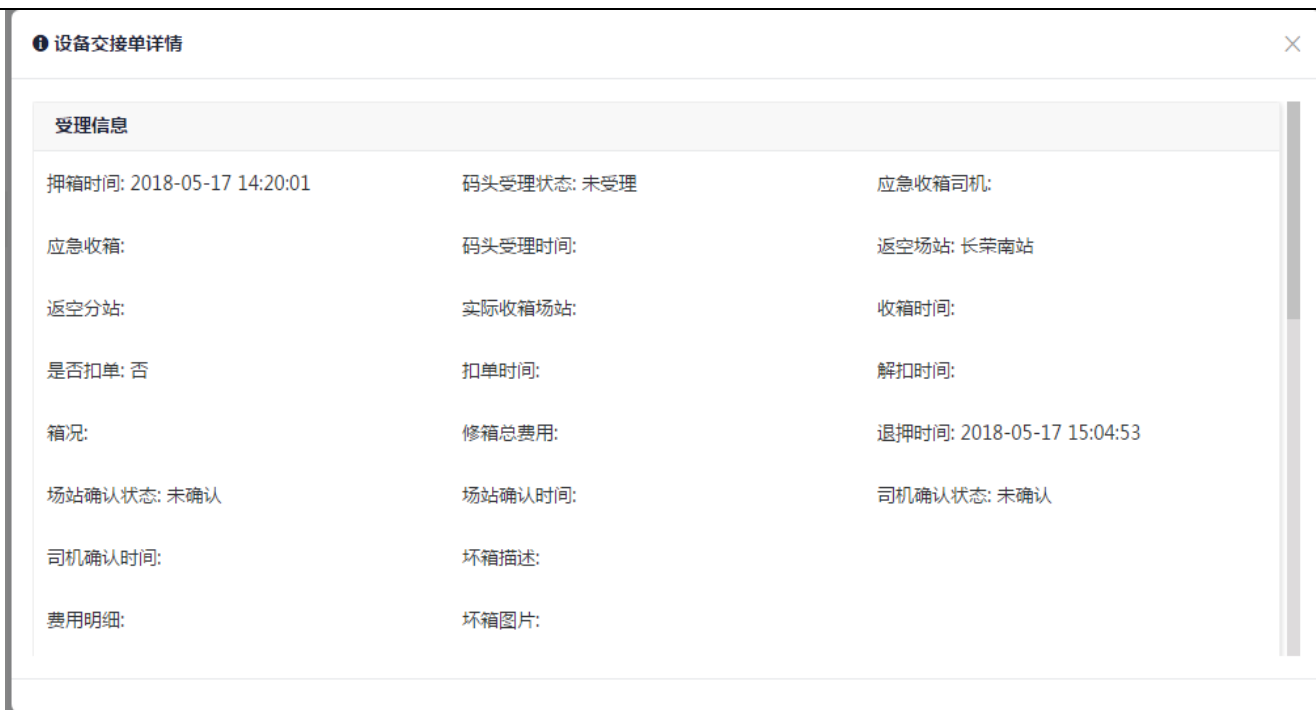 设备交接单详情
受理信息
押箱时间: 2018-05-17 14:20:01 码头受理状态: 未受理 应急收箱司机:
应急收箱: 码头受理时间: 返空场站: 长荣南站
返空分站: 实际收箱场站: 收箱时间:
是否扣单: 否 扣单时间: 解扣时间:
箱况: 修箱总费用: 退押时间: 2018-05-17 15:04:53
场站确认状态: 未确认 场站确认时间: 司机确认状态: 未确认
司机确认时间: 坏箱描述:
费用明细: 坏箱图片: